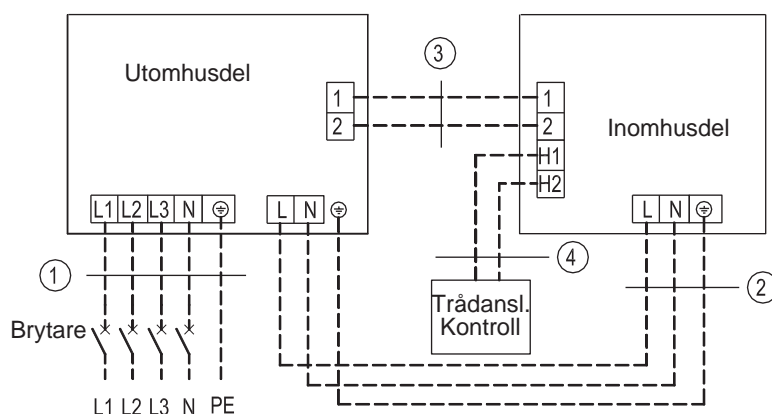 Utomhusdel
3
1
2
1
2
H1
H2
Inomhusdel
L1 L2 L3 N
L N
L N
1
4
2
Trådansl.
Kontroll
Brytare
L1 L2 L3 N PE